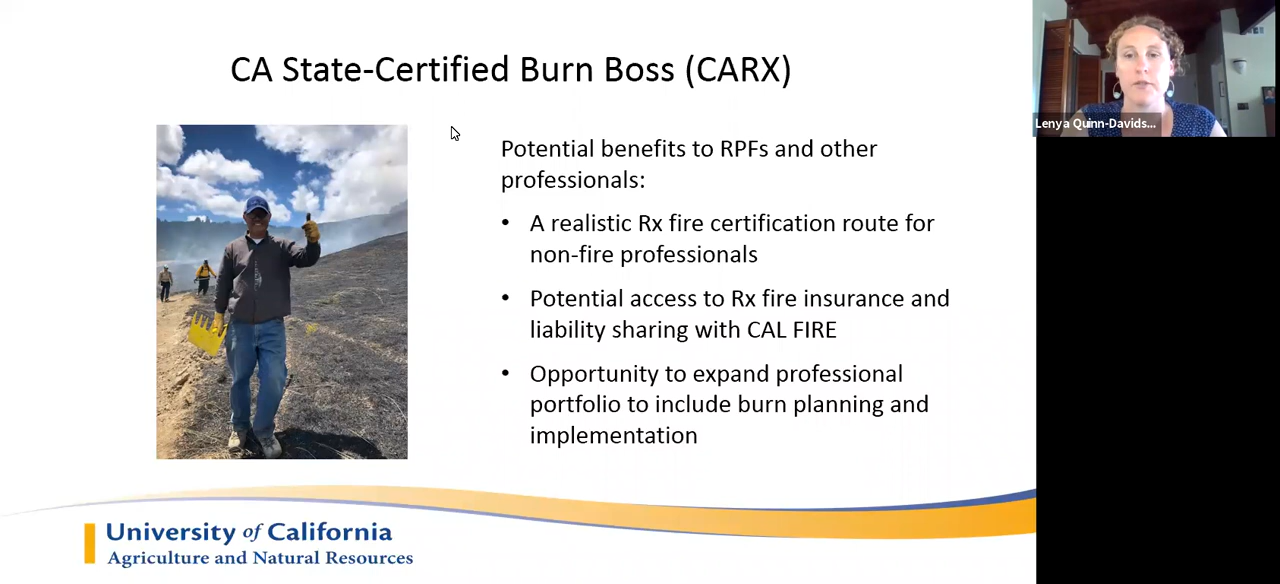 CA State-Certified Burn Boss (CARX)
Lenya Quinn-Davids...
Potential benefits to RPFs and other
professionals:
• A realistic Rx fire certification route for
non-fire professionals
• Potential access to Rx fire insurance and
liability sharing with CAL FIRE
• Opportunity to expand professional
portfolio to include burn planning and
implementation
University of California
Agriculture and Natural Resources